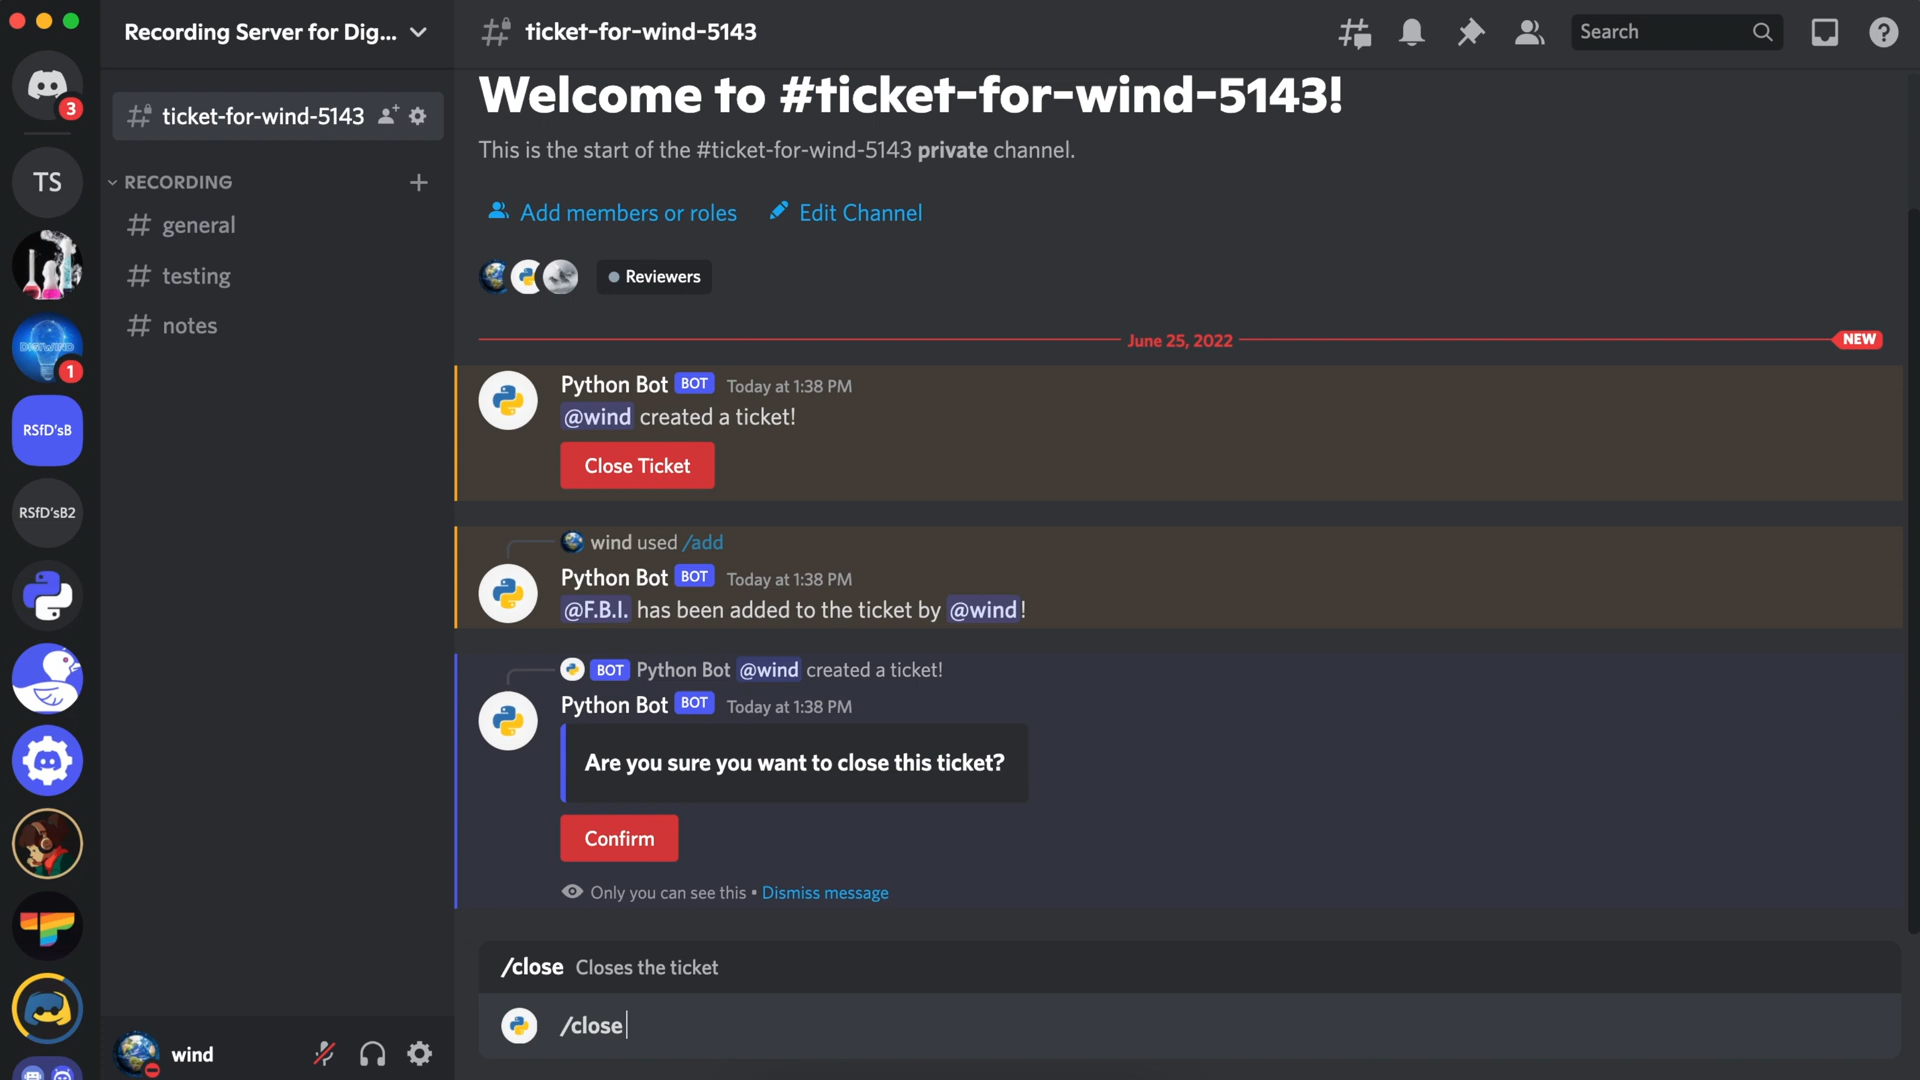 Recording Server for Dig...
ticket-for-wind-5143
Search
3
TS
DIGIWIND
1
RSfD'sB
RSfD'sB2
ticket-for-wind-5143
RECORDING
general
testing
notes
wind
Welcome to #ticket-for-wind-5143!
This is the start of the #ticket-for-wind-5143 private channel.
Add members or roles
Edit Channel
Reviewers
June 25, 2022
NEW
Python Bot BOT Today at 1:38 PM
@wind created a ticket!
Close Ticket
wind used /add
Python Bot BOT Today at 1:38 PM
@F.B.I. has been added to the ticket by @wind!
BOT Python Bot @wind created a ticket!
Python Bot BOT Today at 1:38 PM
Are you sure you want to close this ticket?
Confirm
Only you can see this • Dismiss message
/close Closes the ticket
/close